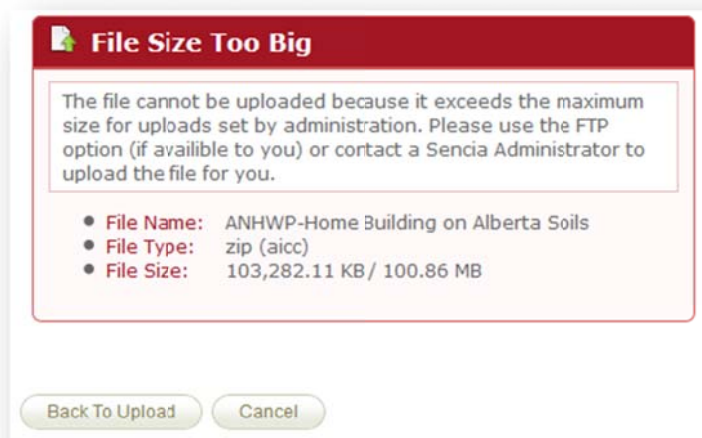 File Size Too Big
The file cannot be uploaded because it exceeds the maximum
size for uploads set by administration. Please use the FTP
option (if availible to you) or contact a Sencia Administrator to
upload the file for you.
File Name: ANHWP-Home Building on Alberta Soils
File Type: zip (aicc)
File Size: 103,282.11 KB / 100.86 MB
Back To Upload Cancel